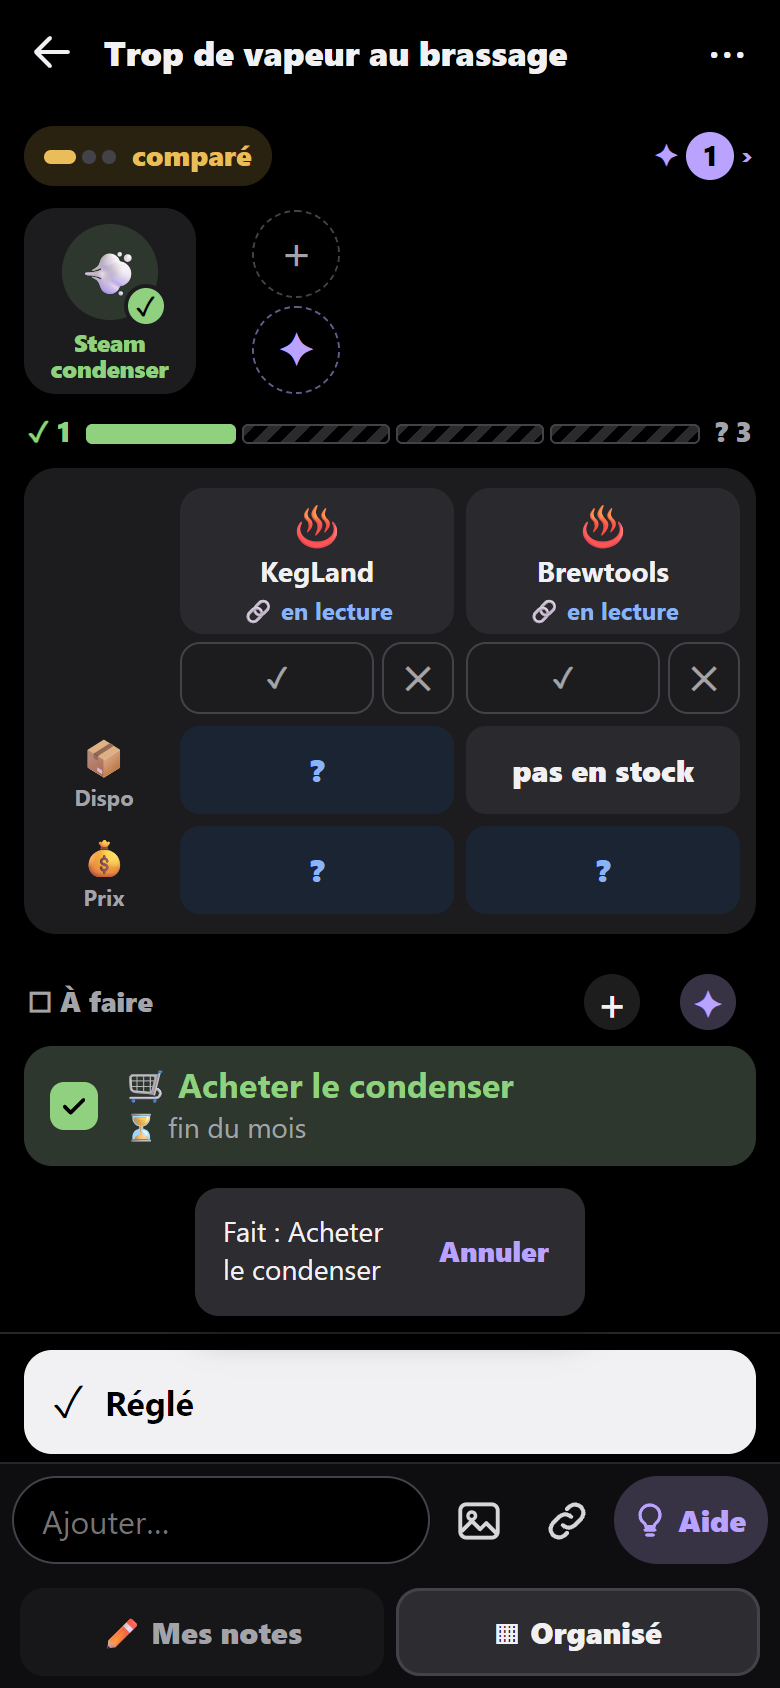 Trop de vapeur au brassage
comparé
1
Steam
condenser
✓ 1
? 3
KegLand
en lecture
Brewtools
en lecture
Dispo
?
pas en stock
Prix
?
?
À faire
Acheter le condenser
fin du mois
Fait : Acheter
le condenser
Annuler
✓ Réglé
Ajouter...
Aide
Mes notes
Organisé